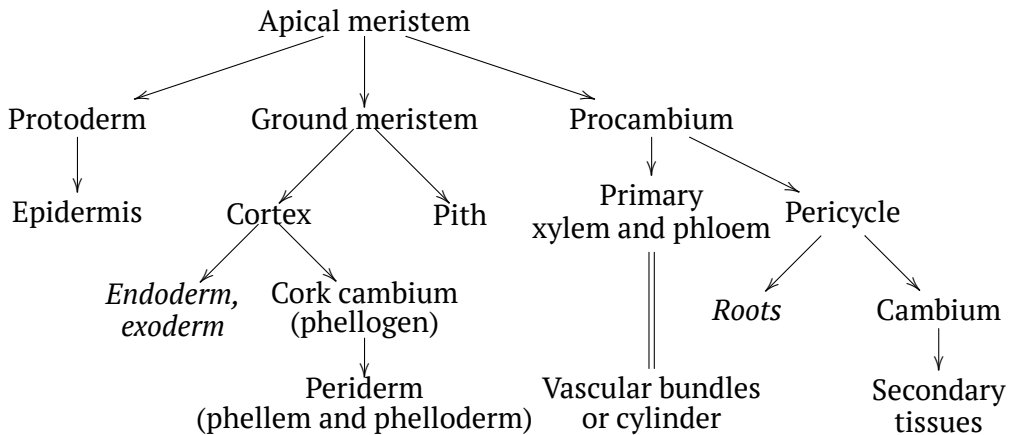 Apical meristem
Protoderm
Ground meristem
Procambium
Epidermis
Cortex
Pith
Primary
xylem and phloem
Pericycle
Endoderm,
exoderm
Cork cambium
(phellogen)
Roots
Cambium
Periderm
(phellem and phelloderm)
Vascular bundles
or cylinder
Secondary
tissues